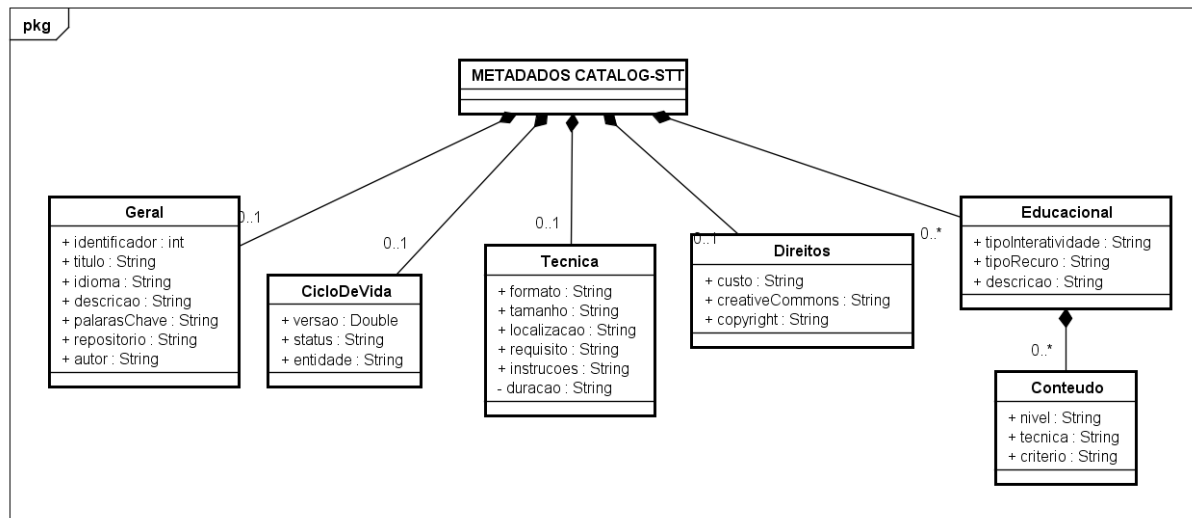 pkg
METADADOS CATALOG-STT
0..1
0..1
0..1
0..1
0..*
Geral
+ identificador : int
+ titulo : String
+ idioma : String
+ descricao : String
+ palarasChave : String
+ repositorio : String
+ autor : String
CicloDeVida
+ versao : Double
+ status : String
+ entidade : String
Tecnica
+ formato : String
+ tamanho : String
+ localizacao : String
+ requisito : String
+ instrucoes : String
- duracao : String
Direitos
+ custo : String
+ creativeCommons : String
+ copyright : String
Educacional
+ tipoInteratividade : String
+ tipoRecuro : String
+ descricao : String
0..*
Conteudo
+ nivel : String
+ tecnica : String
+ criterio : String